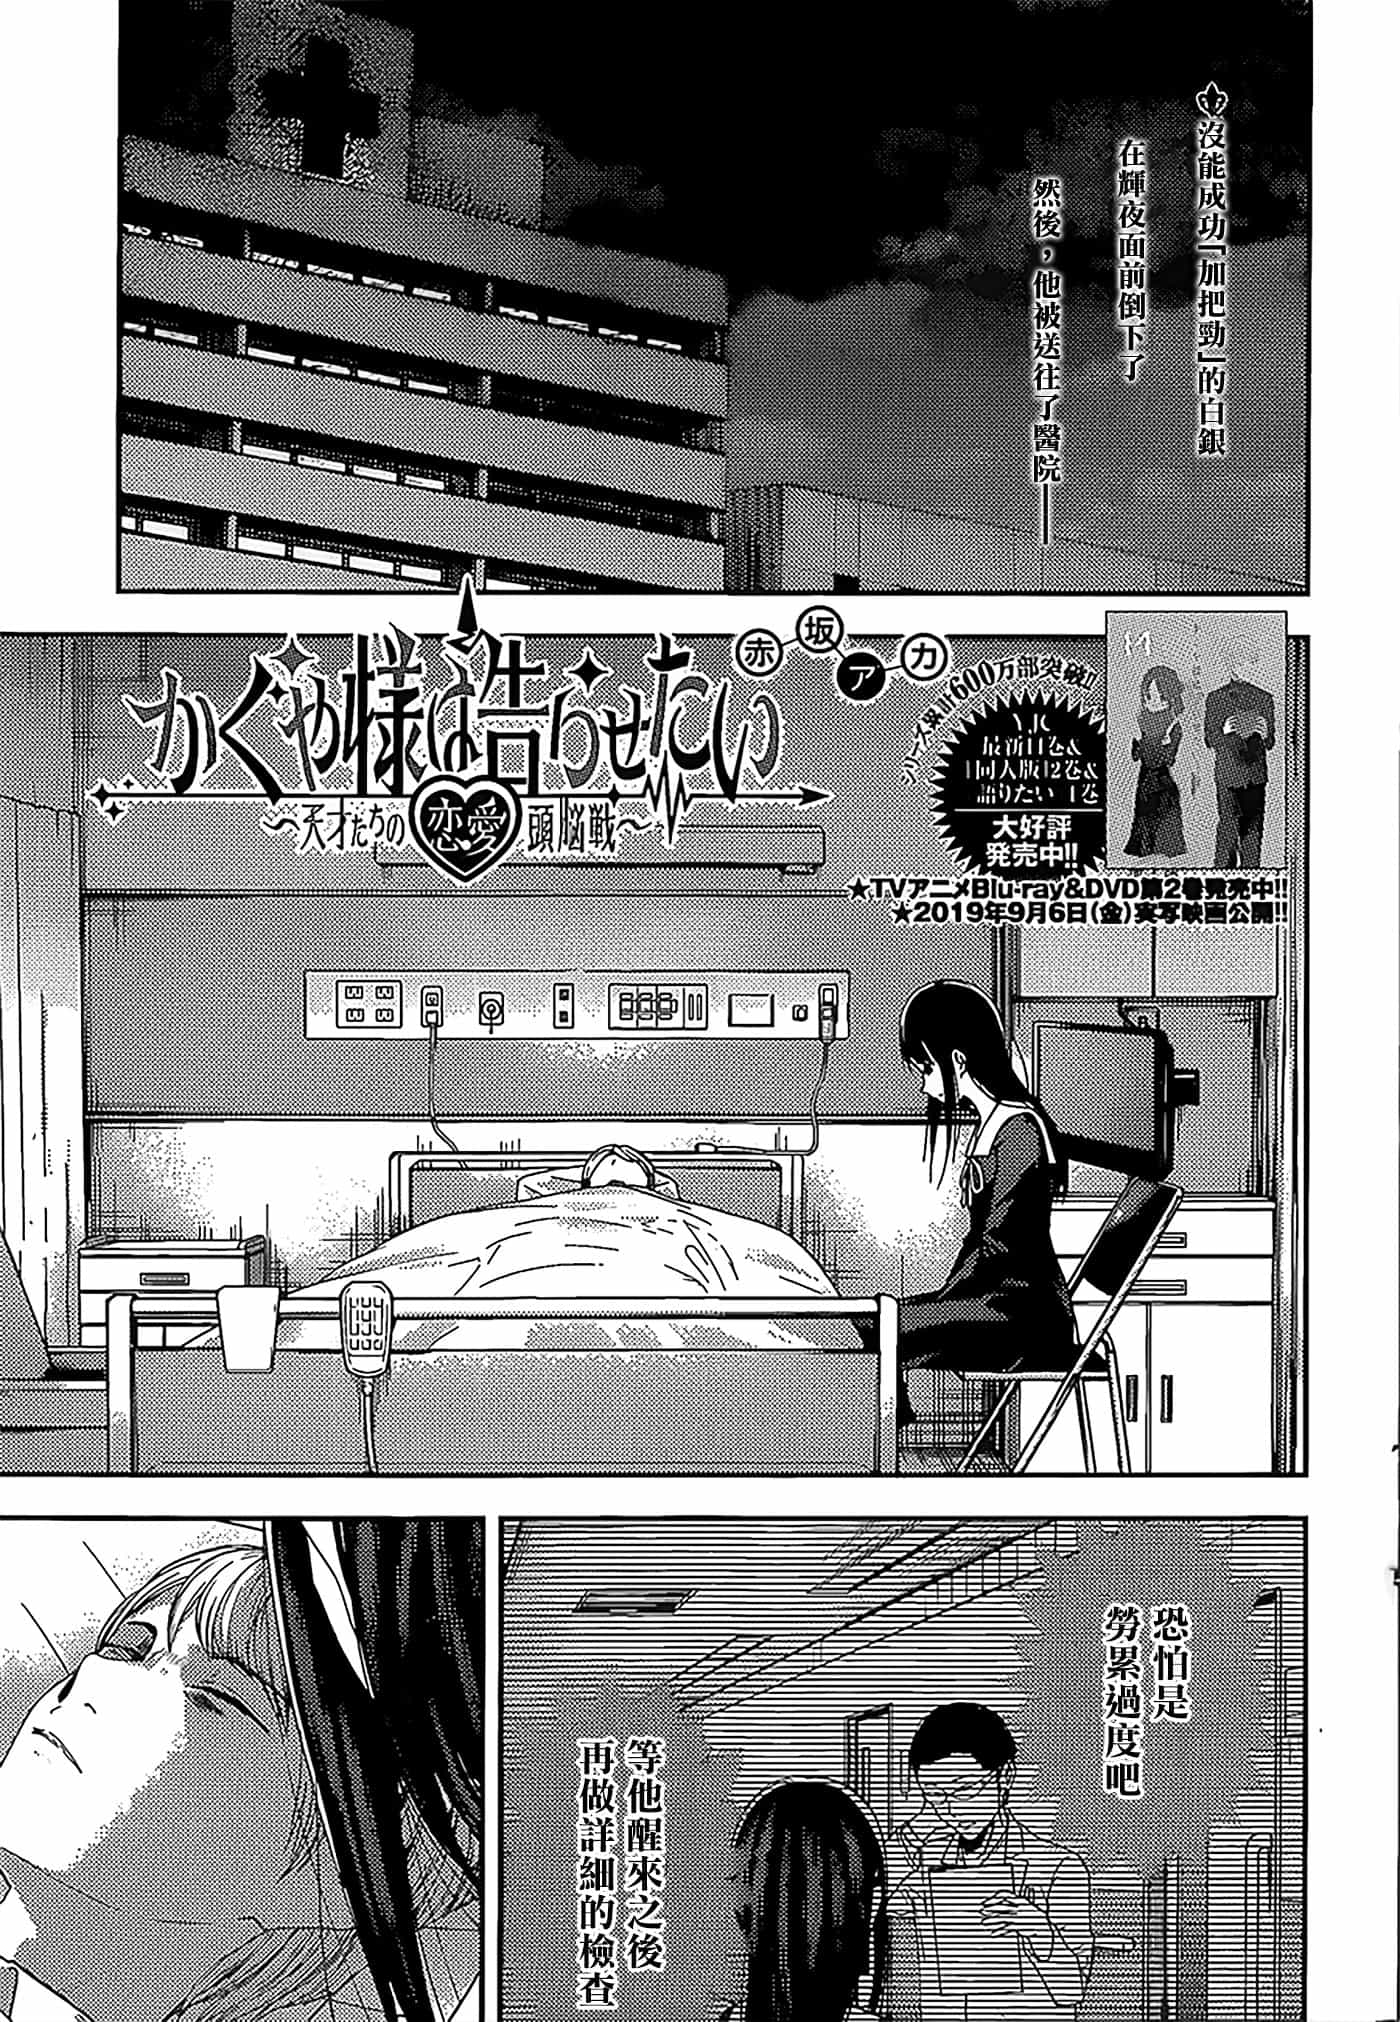 沒能成功「加把勁」的白銀
在輝夜面前倒下了
然後，他被送往了醫院——
赤坂アカ
かぐや様は告らせたい
～天才たちの恋愛頭脳戦～
シリーズ累計600万部突破!!
YJC
最新14巻&
同人版2巻&
語りたい1巻
大好評
発売中!!
★TVアニメBlu-ray&DVD第2巻発売中!!
★2019年9月6日(金)実写映画公開!!
恐怕是
勞累過度吧
等他醒來之後
再做詳細的檢查